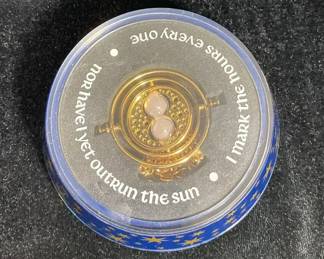 I mark the hours every one
nor have I yet outrun the sun